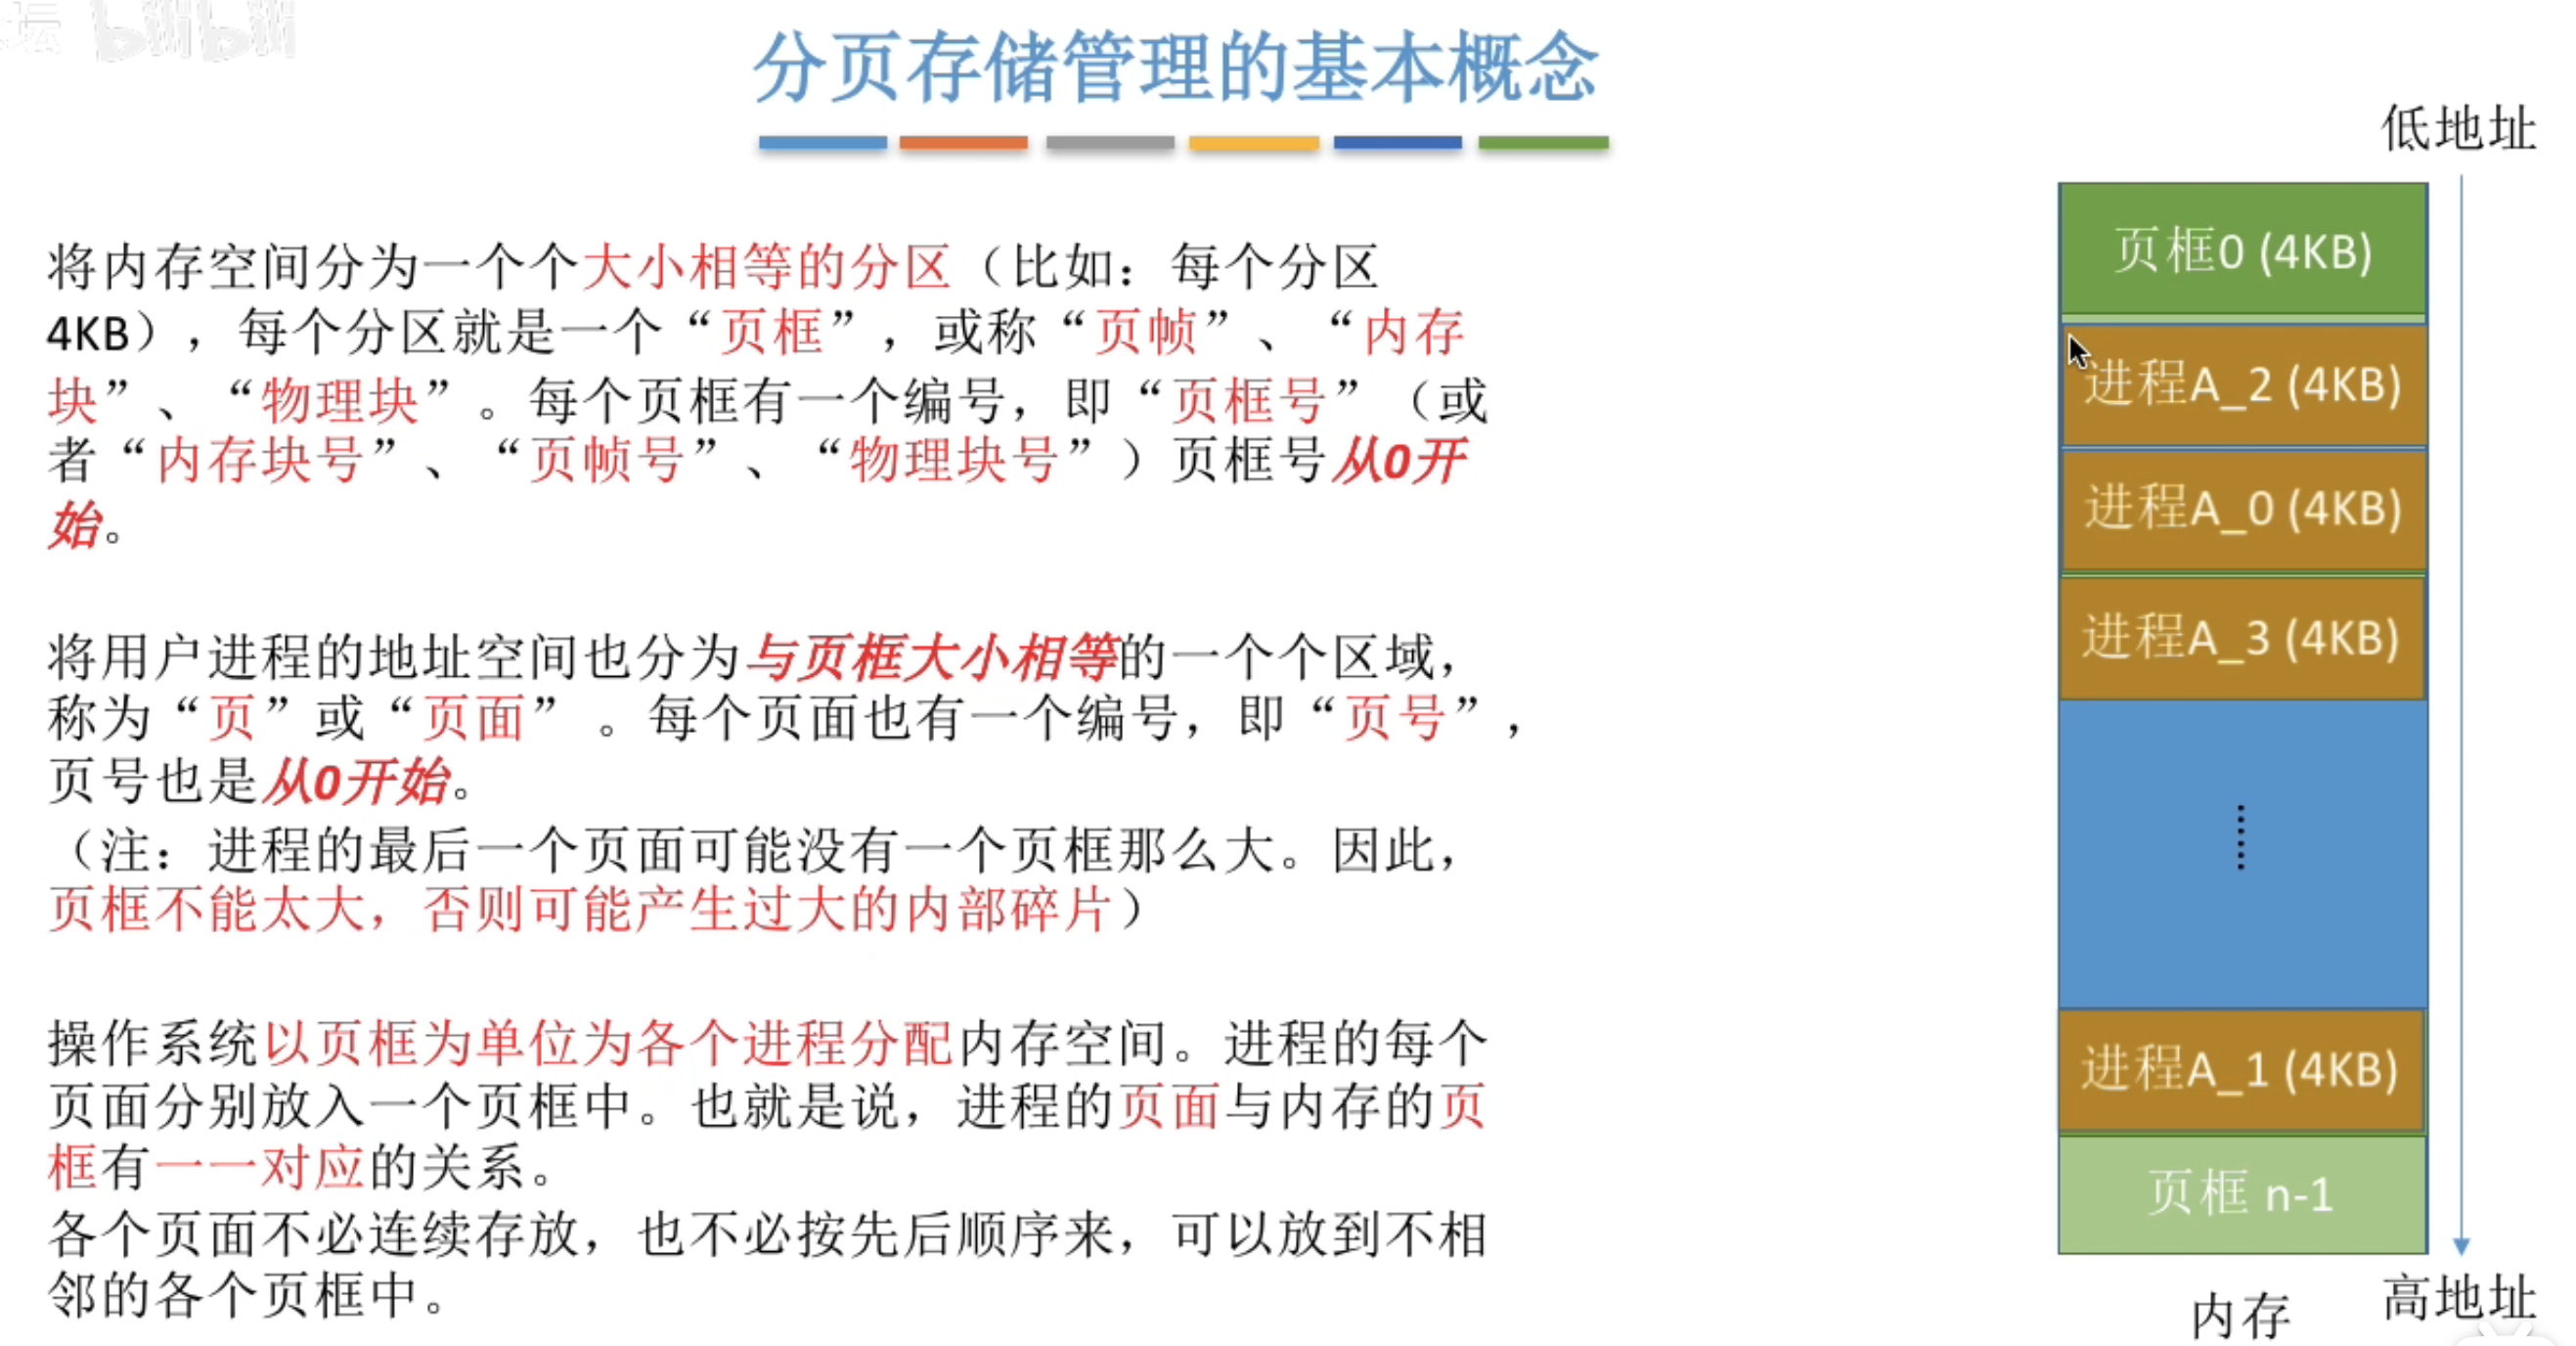 坛 bilibili
分页存储管理的基本概念
将内存空间分为一个个大小相等的分区（比如：每个分区
4KB），每个分区就是一个“页框”，或称“页帧”、“内存
块”、“物理块”。每个页框有一个编号，即“页框号”（或
者“内存块号”、“页帧号”、“物理块号”）页框号从0开
始。
将用户进程的地址空间也分为与页框大小相等的一个个区域，
称为“页”或“页面”。每个页面也有一个编号，即“页号”，
页号也是从0开始。
（注：进程的最后一个页面可能没有一个页框那么大。因此，
页框不能太大，否则可能产生过大的内部碎片）
操作系统以页框为单位为各个进程分配内存空间。进程的每个
页面分别放入一个页框中。也就是说，进程的页面与内存的页
框有一一对应的关系。
各个页面不必连续存放，也不必按先后顺序来，可以放到不相
邻的各个页框中。
低地址
页框0 (4KB)
进程A_2 (4KB)
进程A_0 (4KB)
进程A_3 (4KB)
......
进程A_1 (4KB)
页框 n-1
高地址
内存